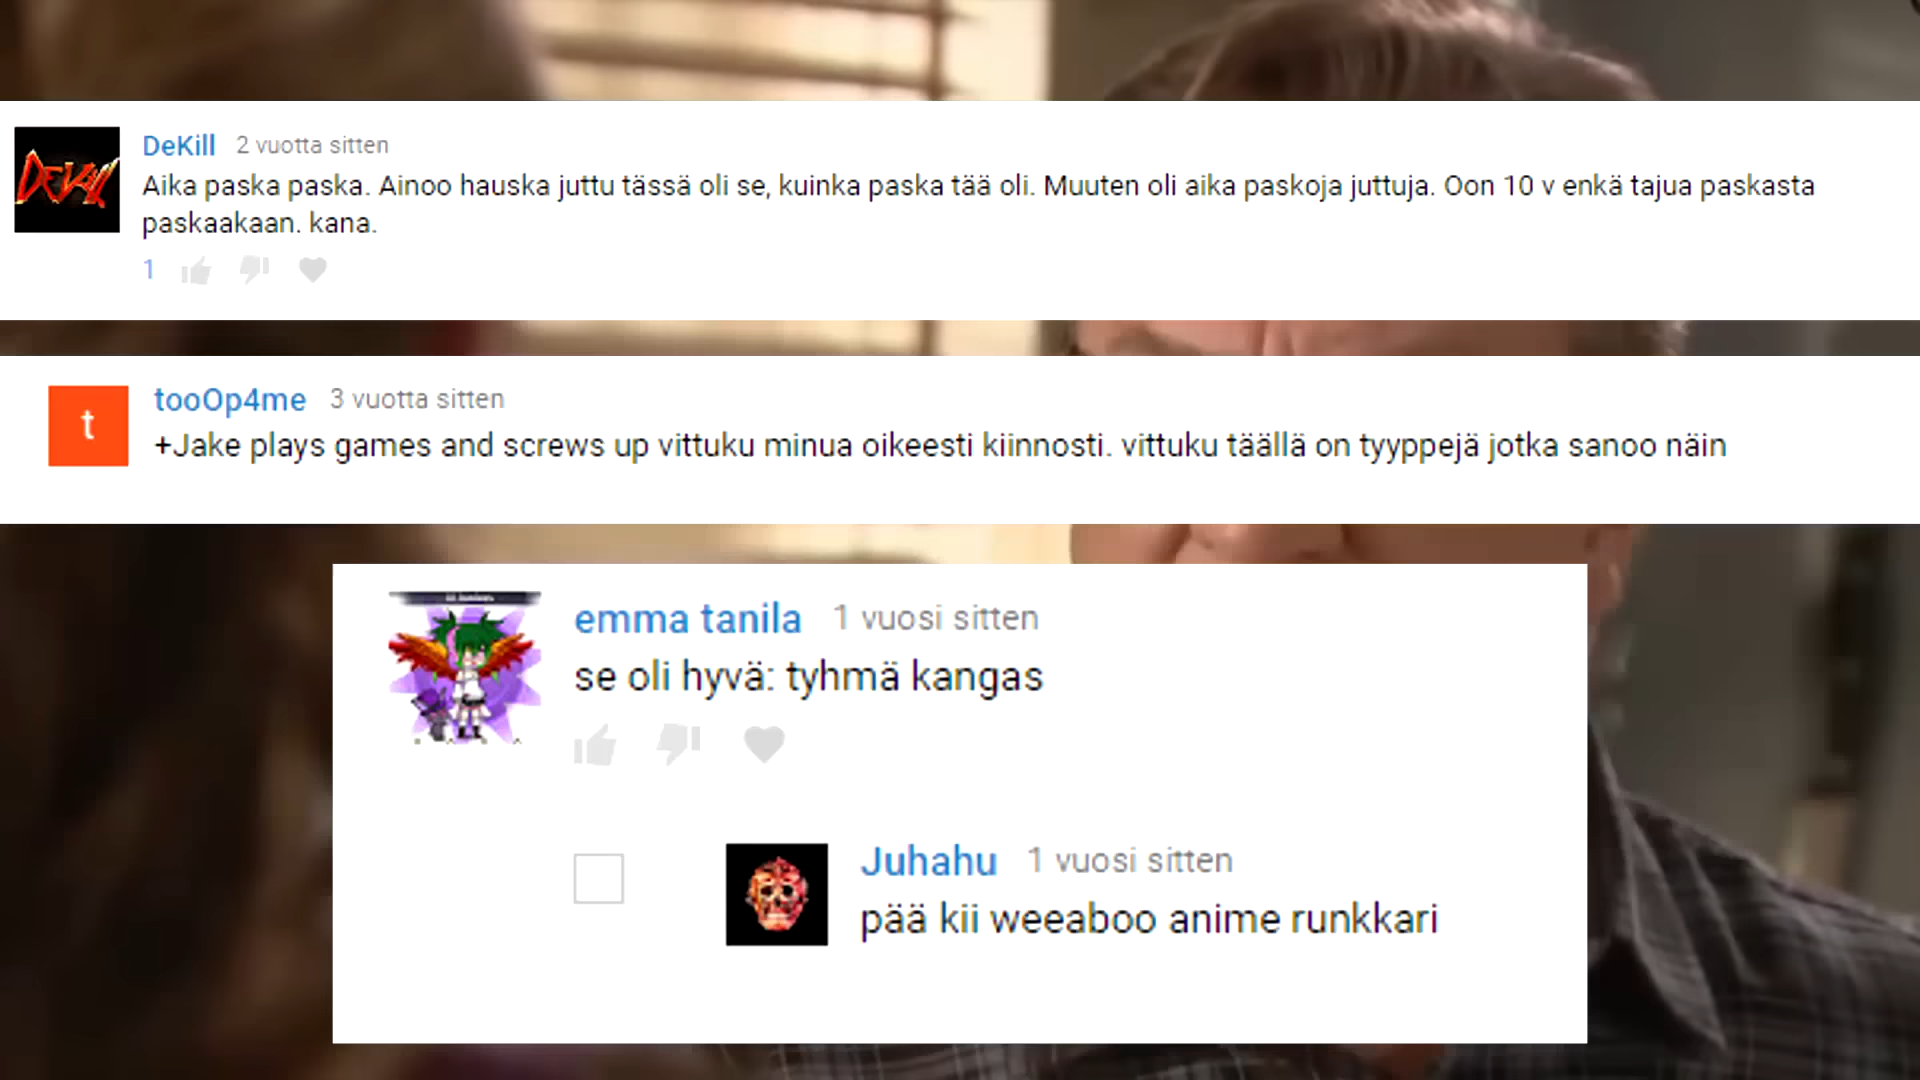 DEKILL
DeKill 2 vuotta sitten
Aika paska paska. Ainoo hauska juttu tässä oli se, kuinka paska tää oli. Muuten oli aika paskoja juttuja. Oon 10 v enkä tajua paskasta
paskaakaan. kana.
1
t
tooOp4me 3 vuotta sitten
+Jake plays games and screws up vittuku minua oikeesti kiinnosti. vittuku täällä on tyyppejä jotka sanoo näin
emma tanila 1 vuosi sitten
se oli hyvä: tyhmä kangas
Juhahu 1 vuosi sitten
pää kii weeaboo anime runkkari